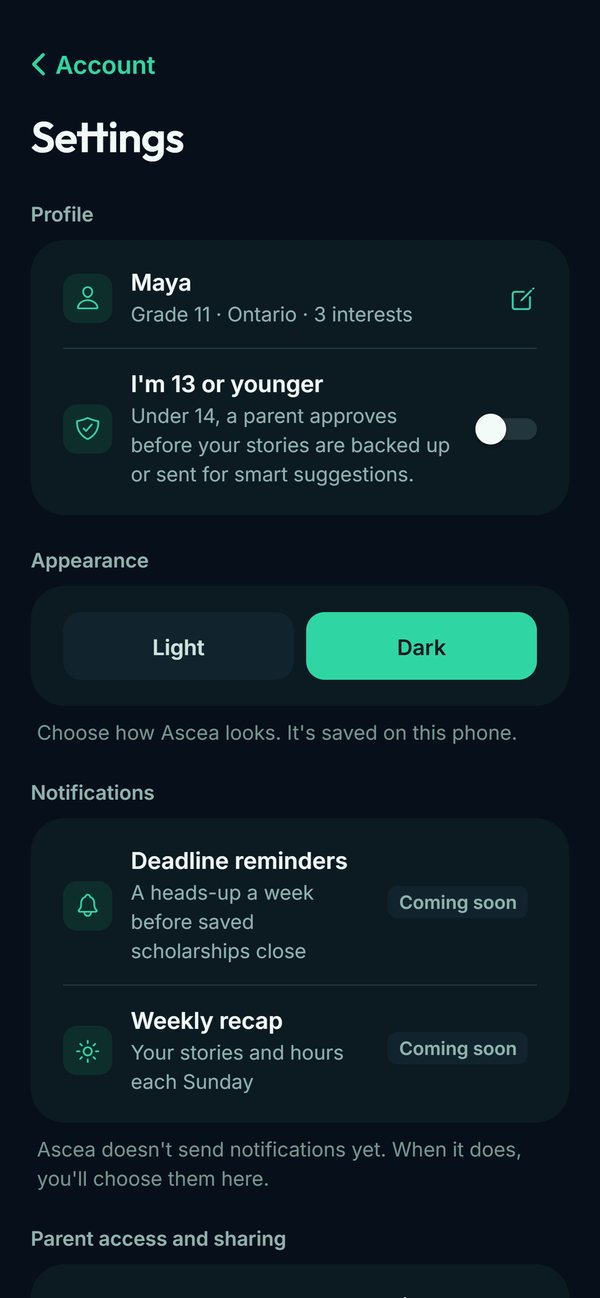 Account
Settings
Profile
Maya
Grade 11 · Ontario · 3 interests
I'm 13 or younger
Under 14, a parent approves
before your stories are backed up
or sent for smart suggestions.
Appearance
Light
Dark
Choose how Ascea looks. It's saved on this phone.
Notifications
Deadline reminders
A heads-up a week
before saved
scholarships close
Coming soon
Weekly recap
Your stories and hours
each Sunday
Coming soon
Ascea doesn't send notifications yet. When it does,
you'll choose them here.
Parent access and sharing